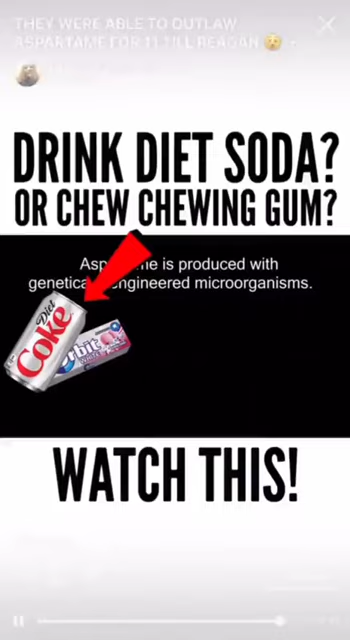 THEY WERE ABLE TO OUTLAW
ASPARTAME FOR 11 TILL REAGAN
DRINK DIET SODA?
OR CHEW CHEWING GUM?
is produced with
microorganisms.
Diet
Coke
WATCH THIS!